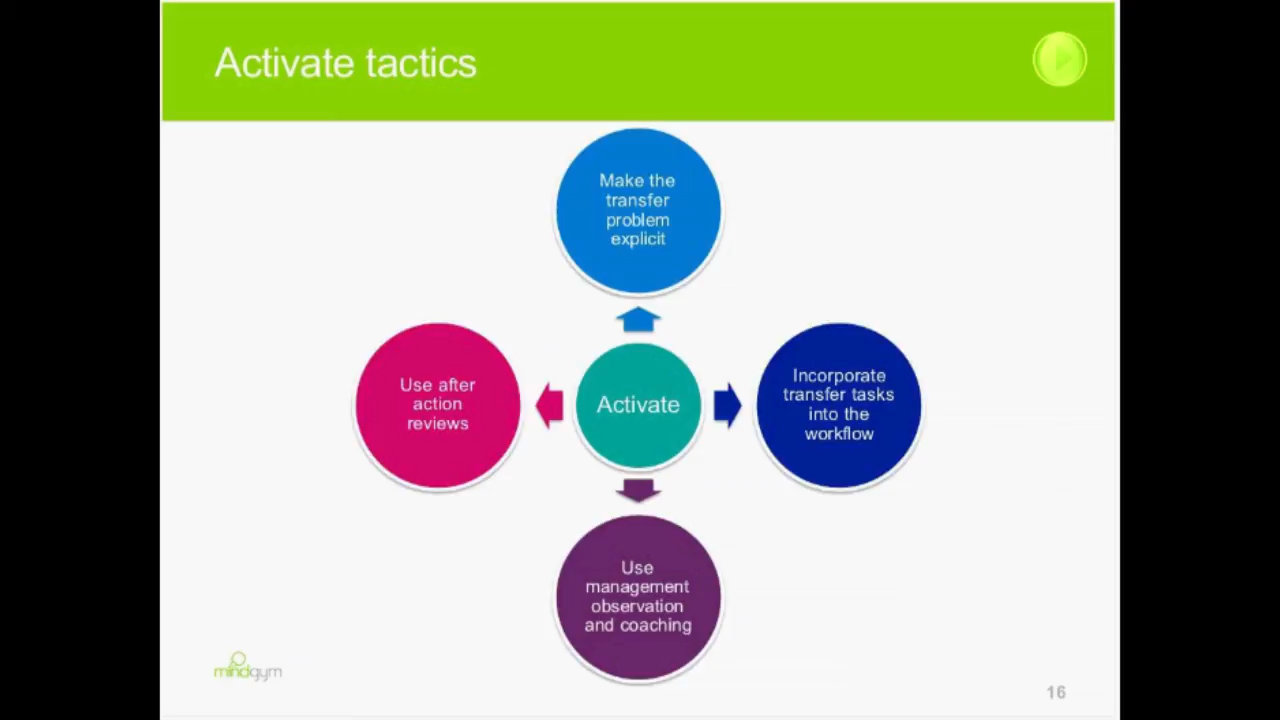 Activate tactics
Make the
transfer
problem
explicit
Use after
action
reviews
Activate
Incorporate
transfer tasks
into the
workflow
Use
management
observation
and coaching
mindgym
16